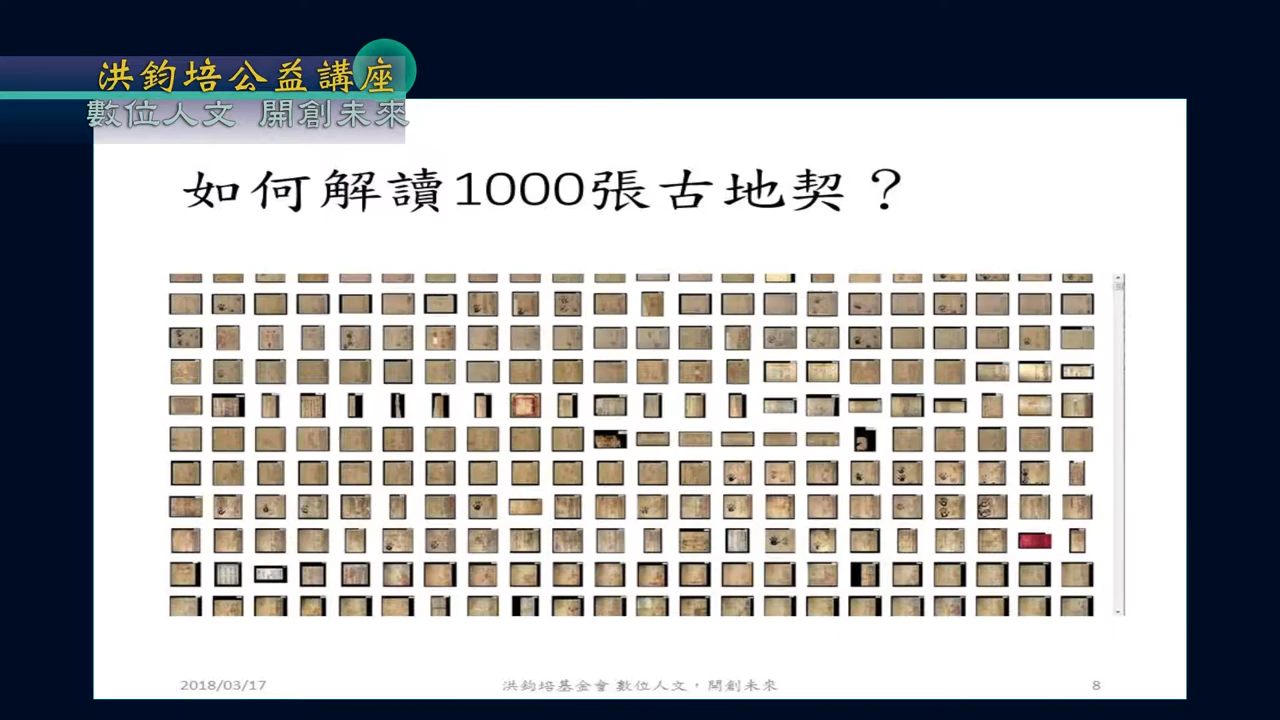 洪鈞培公益講座
數位人文 開創未來
如何解讀1000張古地契？
2018/03/17
洪鈞培基金會 數位人文，開創未來
8